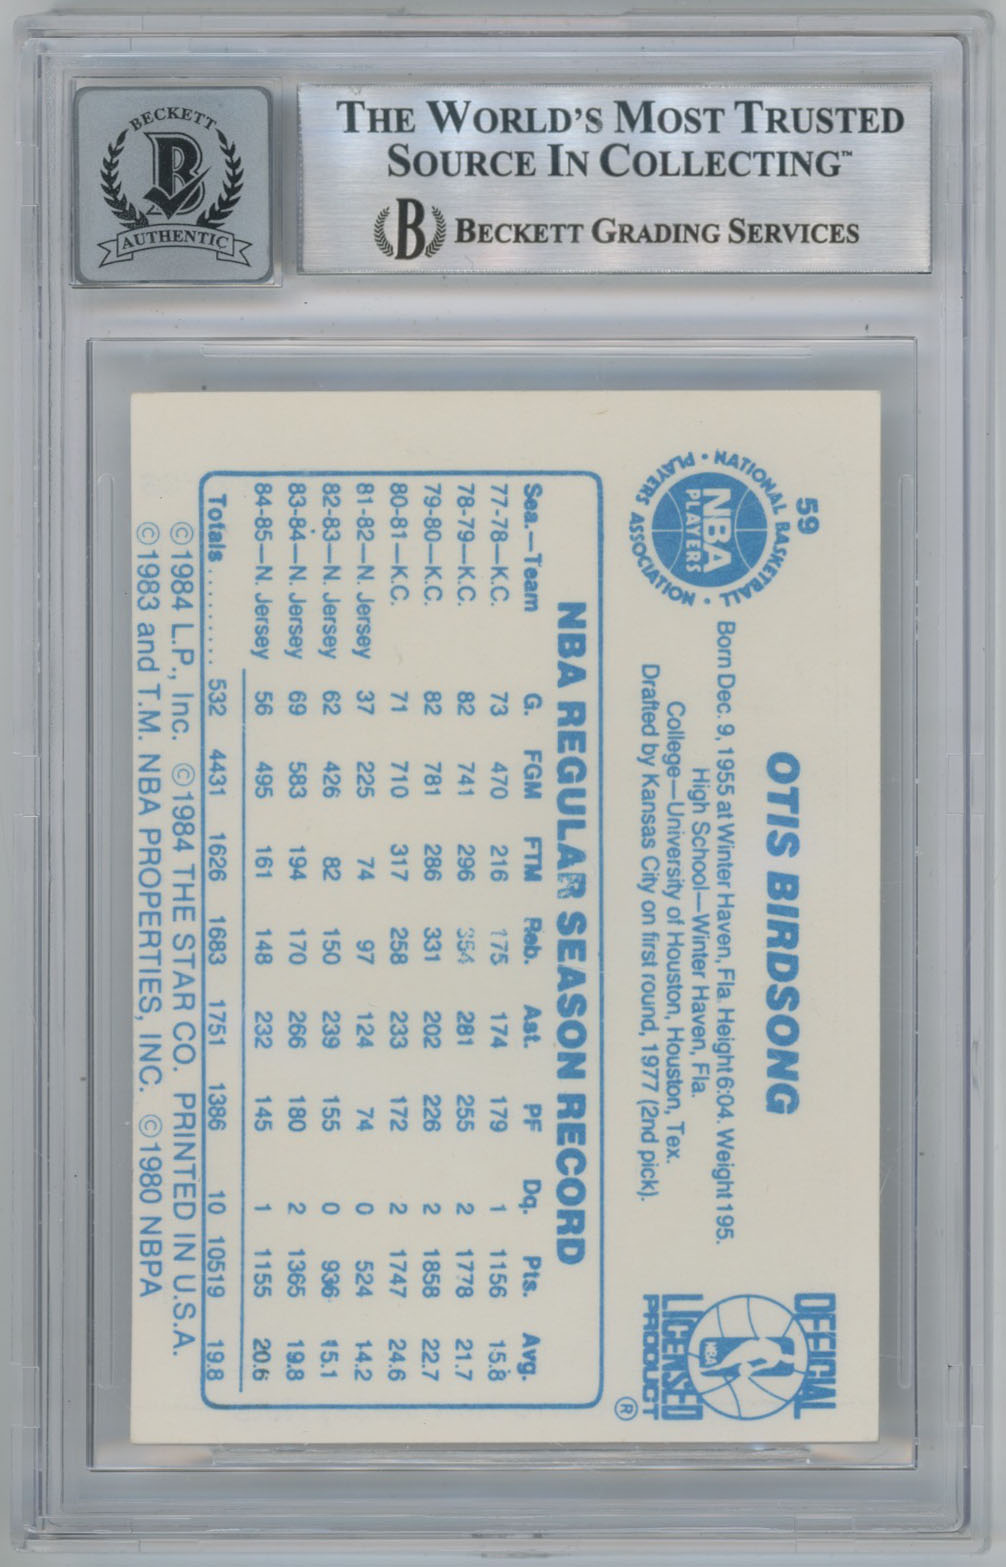 BECKETT
B
AUTHENTIC
THE WORLD'S MOST TRUSTED
SOURCE IN COLLECTING™
B BECKETT GRADING SERVICES
59
NATIONAL BASKETBALL PLAYERS ASSOCIATION
NBA
PLAYERS
OTIS BIRDSONG
Born Dec. 9, 1955 at Winter Haven, Fla. Height 6:04. Weight 195.
High School—Winter Haven, Fla.
College—University of Houston, Houston, Tex.
Drafted by Kansas City on first round, 1977 (2nd pick).
OFFICIAL
NBA
LICENSED
PRODUCT
®
NBA REGULAR SEASON RECORD
Sea.—Team G. FGM FTM Reb. Ast. PF Dq. Pts. Avg.
77-78—K.C. 73 470 216 175 174 179 1 1156 15.8
78-79—K.C. 82 741 296 354 281 255 2 1778 21.7
79-80—K.C. 82 781 286 331 202 226 2 1858 22.7
80-81—K.C. 71 710 317 258 233 172 2 1747 24.6
81-82—N. Jersey 37 225 74 97 124 74 0 524 14.2
82-83—N. Jersey 62 426 82 150 239 155 0 936 15.1
83-84—N. Jersey 69 583 194 170 266 180 2 1365 19.8
84-85—N. Jersey 56 495 161 148 232 145 1 1155 20.6
Totals ......... 532 4431 1626 1683 1751 1386 10 10519 19.8
©1984 L.P., Inc. ©1984 THE STAR CO. PRINTED IN U.S.A.
©1983 and T.M. NBA PROPERTIES, INC. ©1980 NBPA